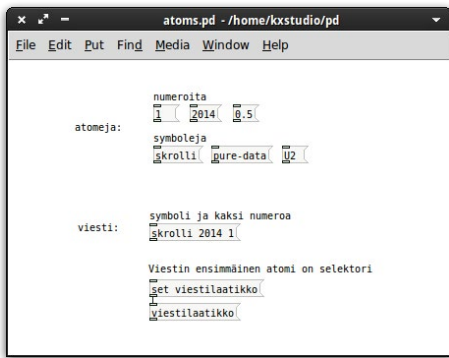 atoms.pd - /home/kxstudio/pd
File Edit Put Find Media Window Help
numeroita
atomeja:
1 2014 0.5
symboleja
skrolli pure-data U2
symboli ja kaksi numeroa
viesti:
skrolli 2014 1
Viestin ensimmäinen atomi on selektori
set viestilaatikko
viestilaatikko